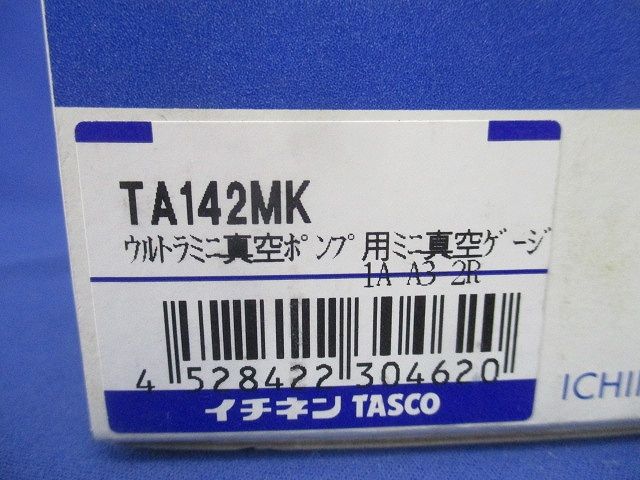 TA142MK
ウルトラミニ真空ポンプ用ミニ真空ゲージ
1A A3 2R
4 528422 304620
イチネン TASCO
ICHI